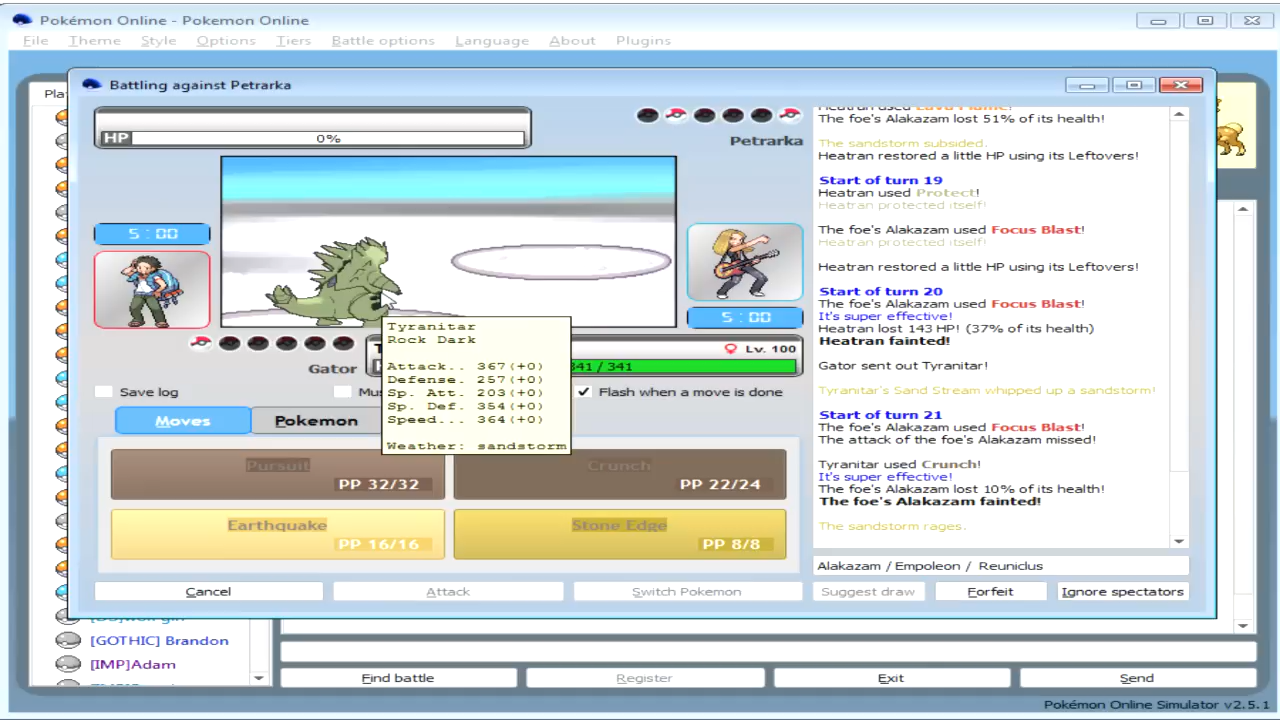 Pokémon Online - Pokemon Online
File Theme Style Options Tiers Battle options Language About Plugins
Battling against Petrarka
HP 0%
Petrarka
5:00
5:00
Lv. 100
341 / 341
Gator
Tyranitar
Rock Dark
Attack.. 367(+0)
Defense. 257(+0)
Sp. Att. 203(+0)
Sp. Def. 354(+0)
Speed... 364(+0)
Weather: sandstorm
Save log
Flash when a move is done
Moves
Pokemon
Pursuit
PP 32/32
Crunch
PP 22/24
Earthquake
PP 16/16
Stone Edge
PP 8/8
Cancel
Attack
Switch Pokemon
The foe's Alakazam lost 51% of its health!
The sandstorm subsided.
Heatran restored a little HP using its Leftovers!
Start of turn 19
Heatran used Protect!
Heatran protected itself!
The foe's Alakazam used Focus Blast!
Heatran protected itself!
Heatran restored a little HP using its Leftovers!
Start of turn 20
The foe's Alakazam used Focus Blast!
It's super effective!
Heatran lost 143 HP! (37% of its health)
Heatran fainted!
Gator sent out Tyranitar!
Tyranitar's Sand Stream whipped up a sandstorm!
Start of turn 21
The foe's Alakazam used Focus Blast!
The attack of the foe's Alakazam missed!
Tyranitar used Crunch!
It's super effective!
The foe's Alakazam lost 10% of its health!
The foe's Alakazam fainted!
The sandstorm rages.
Alakazam / Empoleon / Reuniclus
Suggest draw
Forfeit
Ignore spectators
[GOTHIC] Brandon
[IMP]Adam
Find battle
Register
Exit
Send
Pokémon Online Simulator v2.5.1